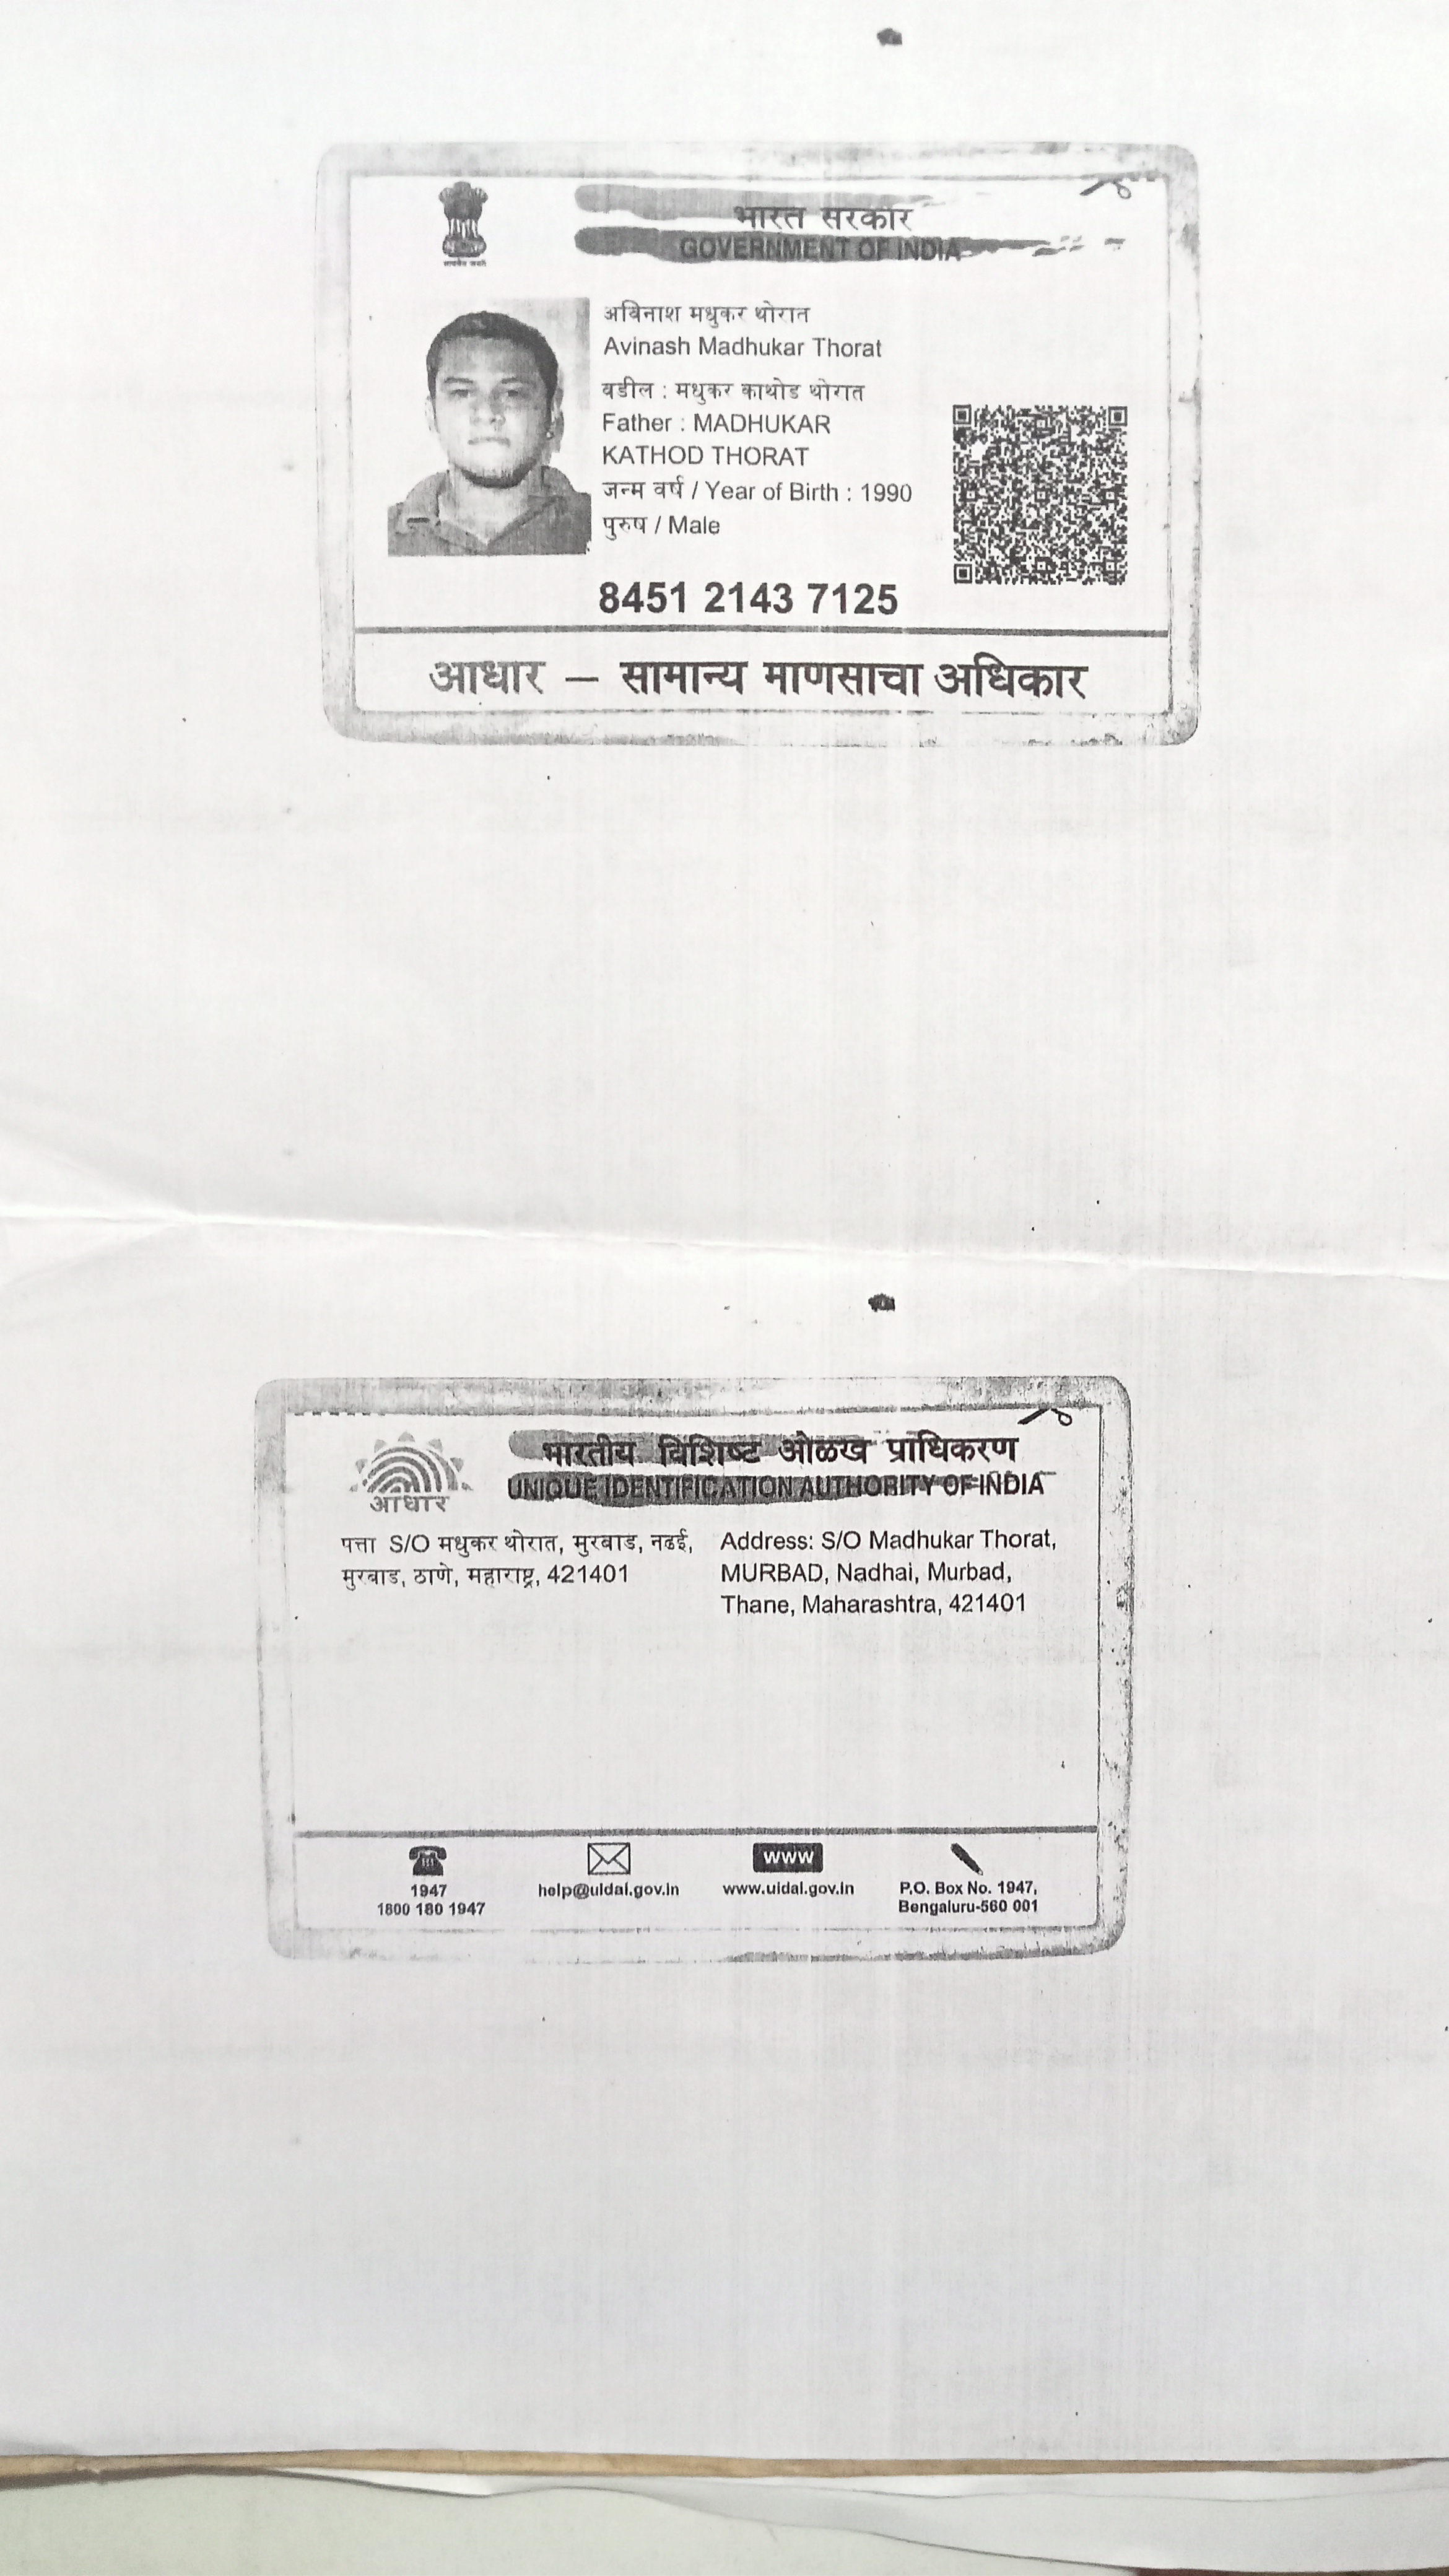 भारत सरकार
GOVERNMENT OF INDIA
अविनाश मधुकर थोरात
Avinash Madhukar Thorat
वडील : मधुकर काथोड थोरात
Father : MADHUKAR
KATHOD THORAT
जन्म वर्ष / Year of Birth : 1990
पुरुष / Male
8451 2143 7125
आधार – सामान्य माणसाचा अधिकार
भारतीय विशिष्ट ओळख प्राधिकरण
UNIQUE IDENTIFICATION AUTHORITY OF INDIA
आधार
पत्ता S/O मधुकर थोरात, मुरबाड, नढई,
मुरबाड, ठाणे, महाराष्ट्र, 421401
Address: S/O Madhukar Thorat,
MURBAD, Nadhai, Murbad,
Thane, Maharashtra, 421401
1947
1800 180 1947
help@uidai.gov.in
www
www.uidai.gov.in
P.O. Box No. 1947,
Bengaluru-560 001